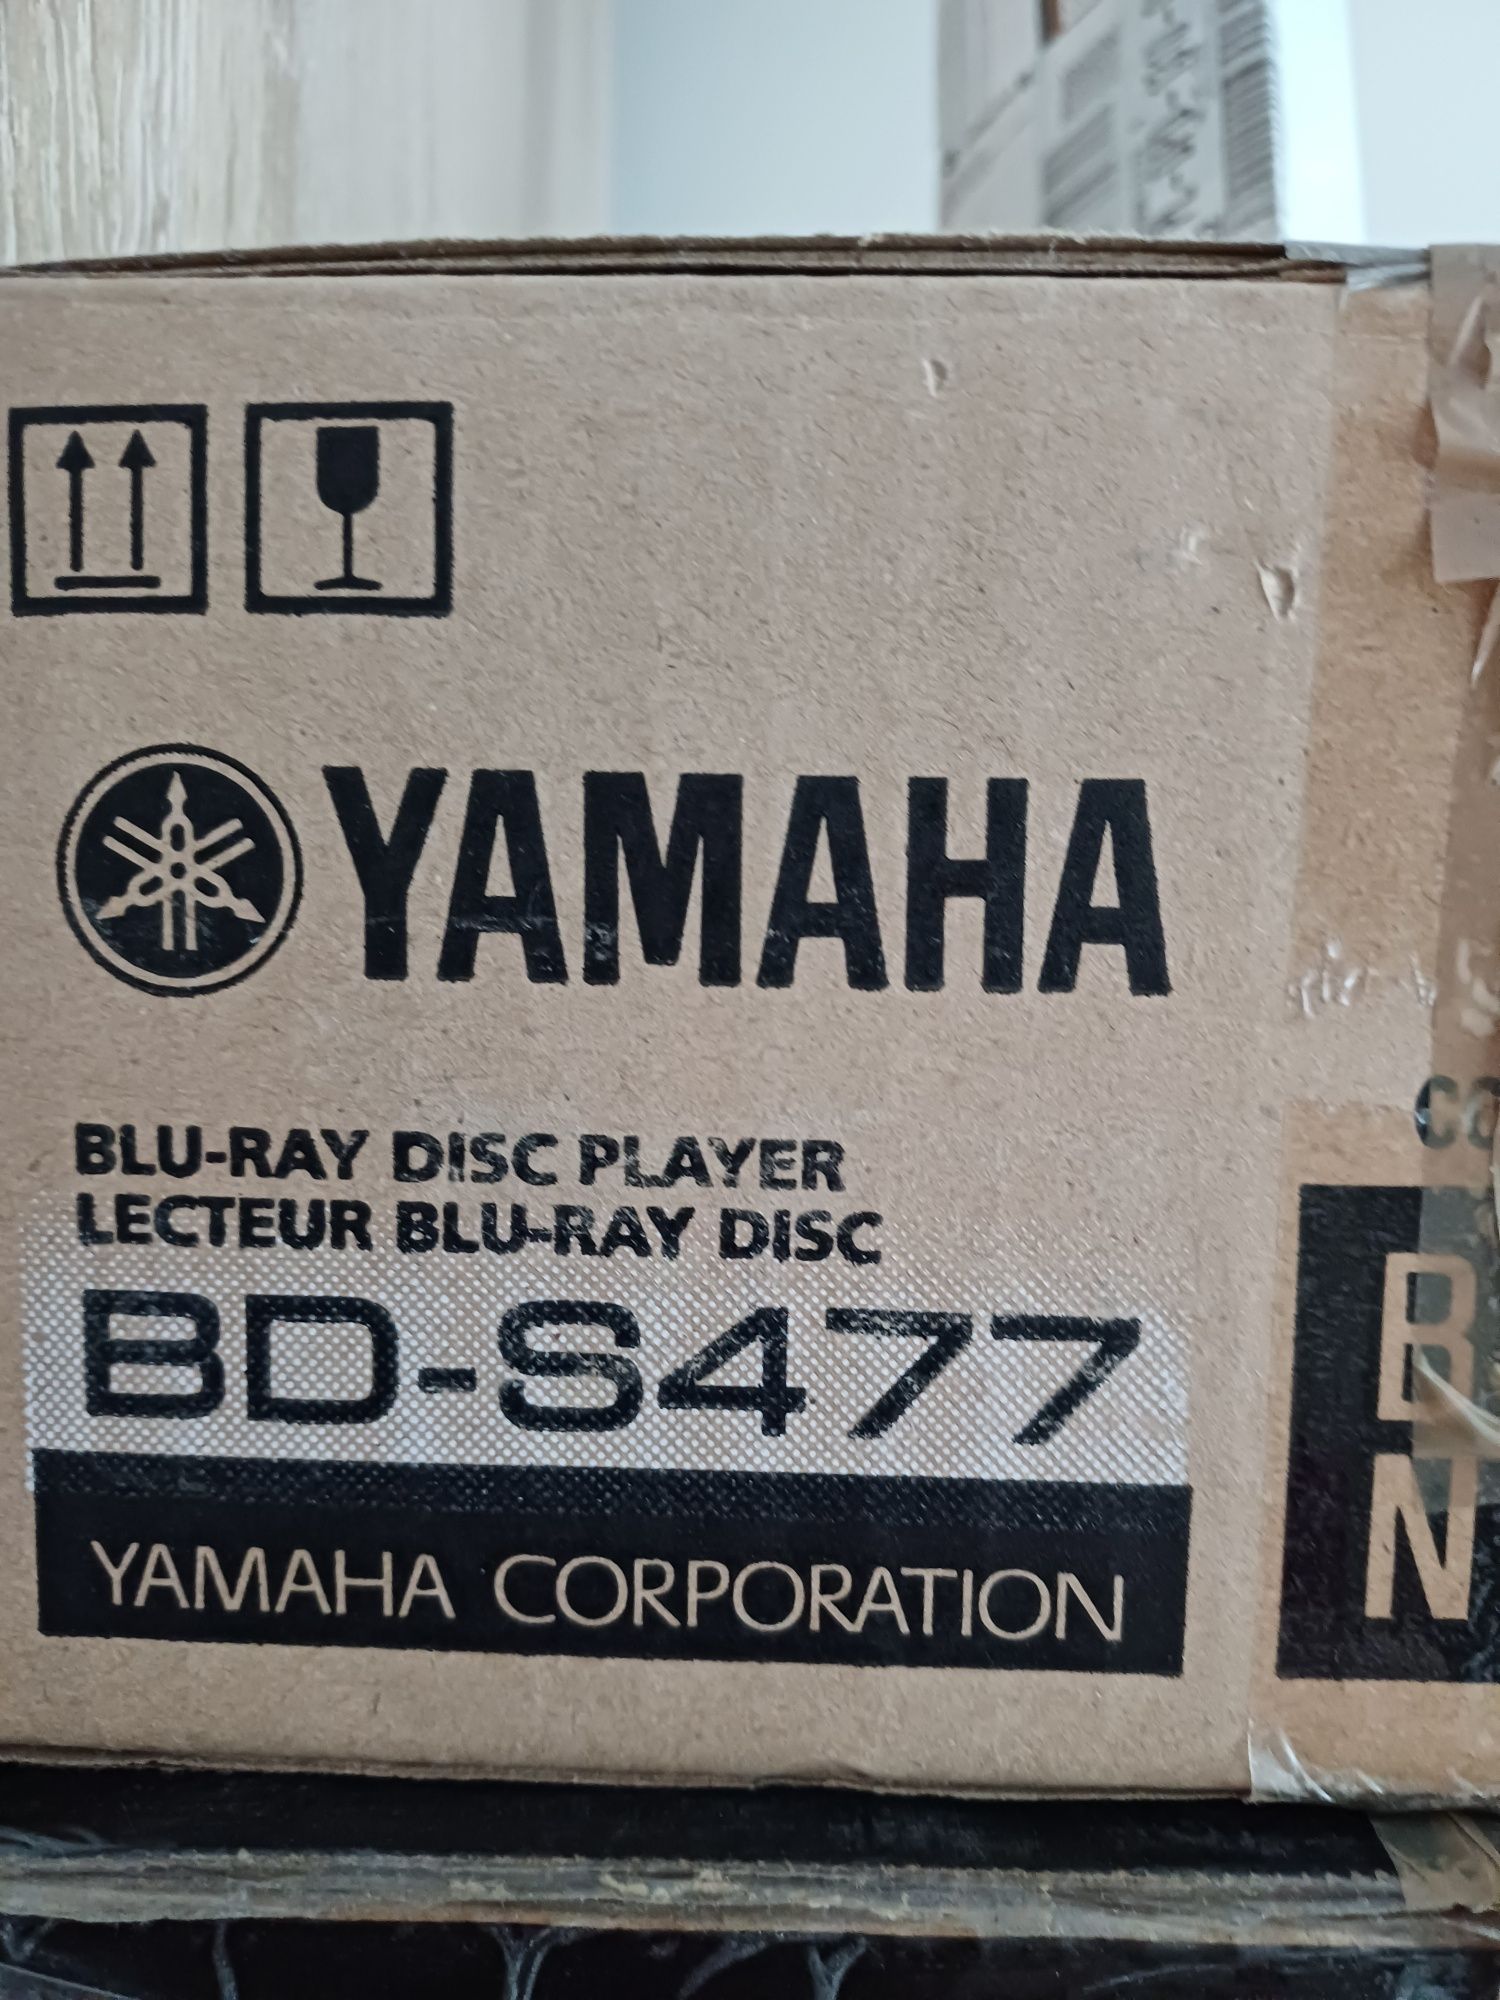 YAMAHA
BLU-RAY DISC PLAYER
LECTEUR BLU-RAY DISC
BD-S477
YAMAHA CORPORATION